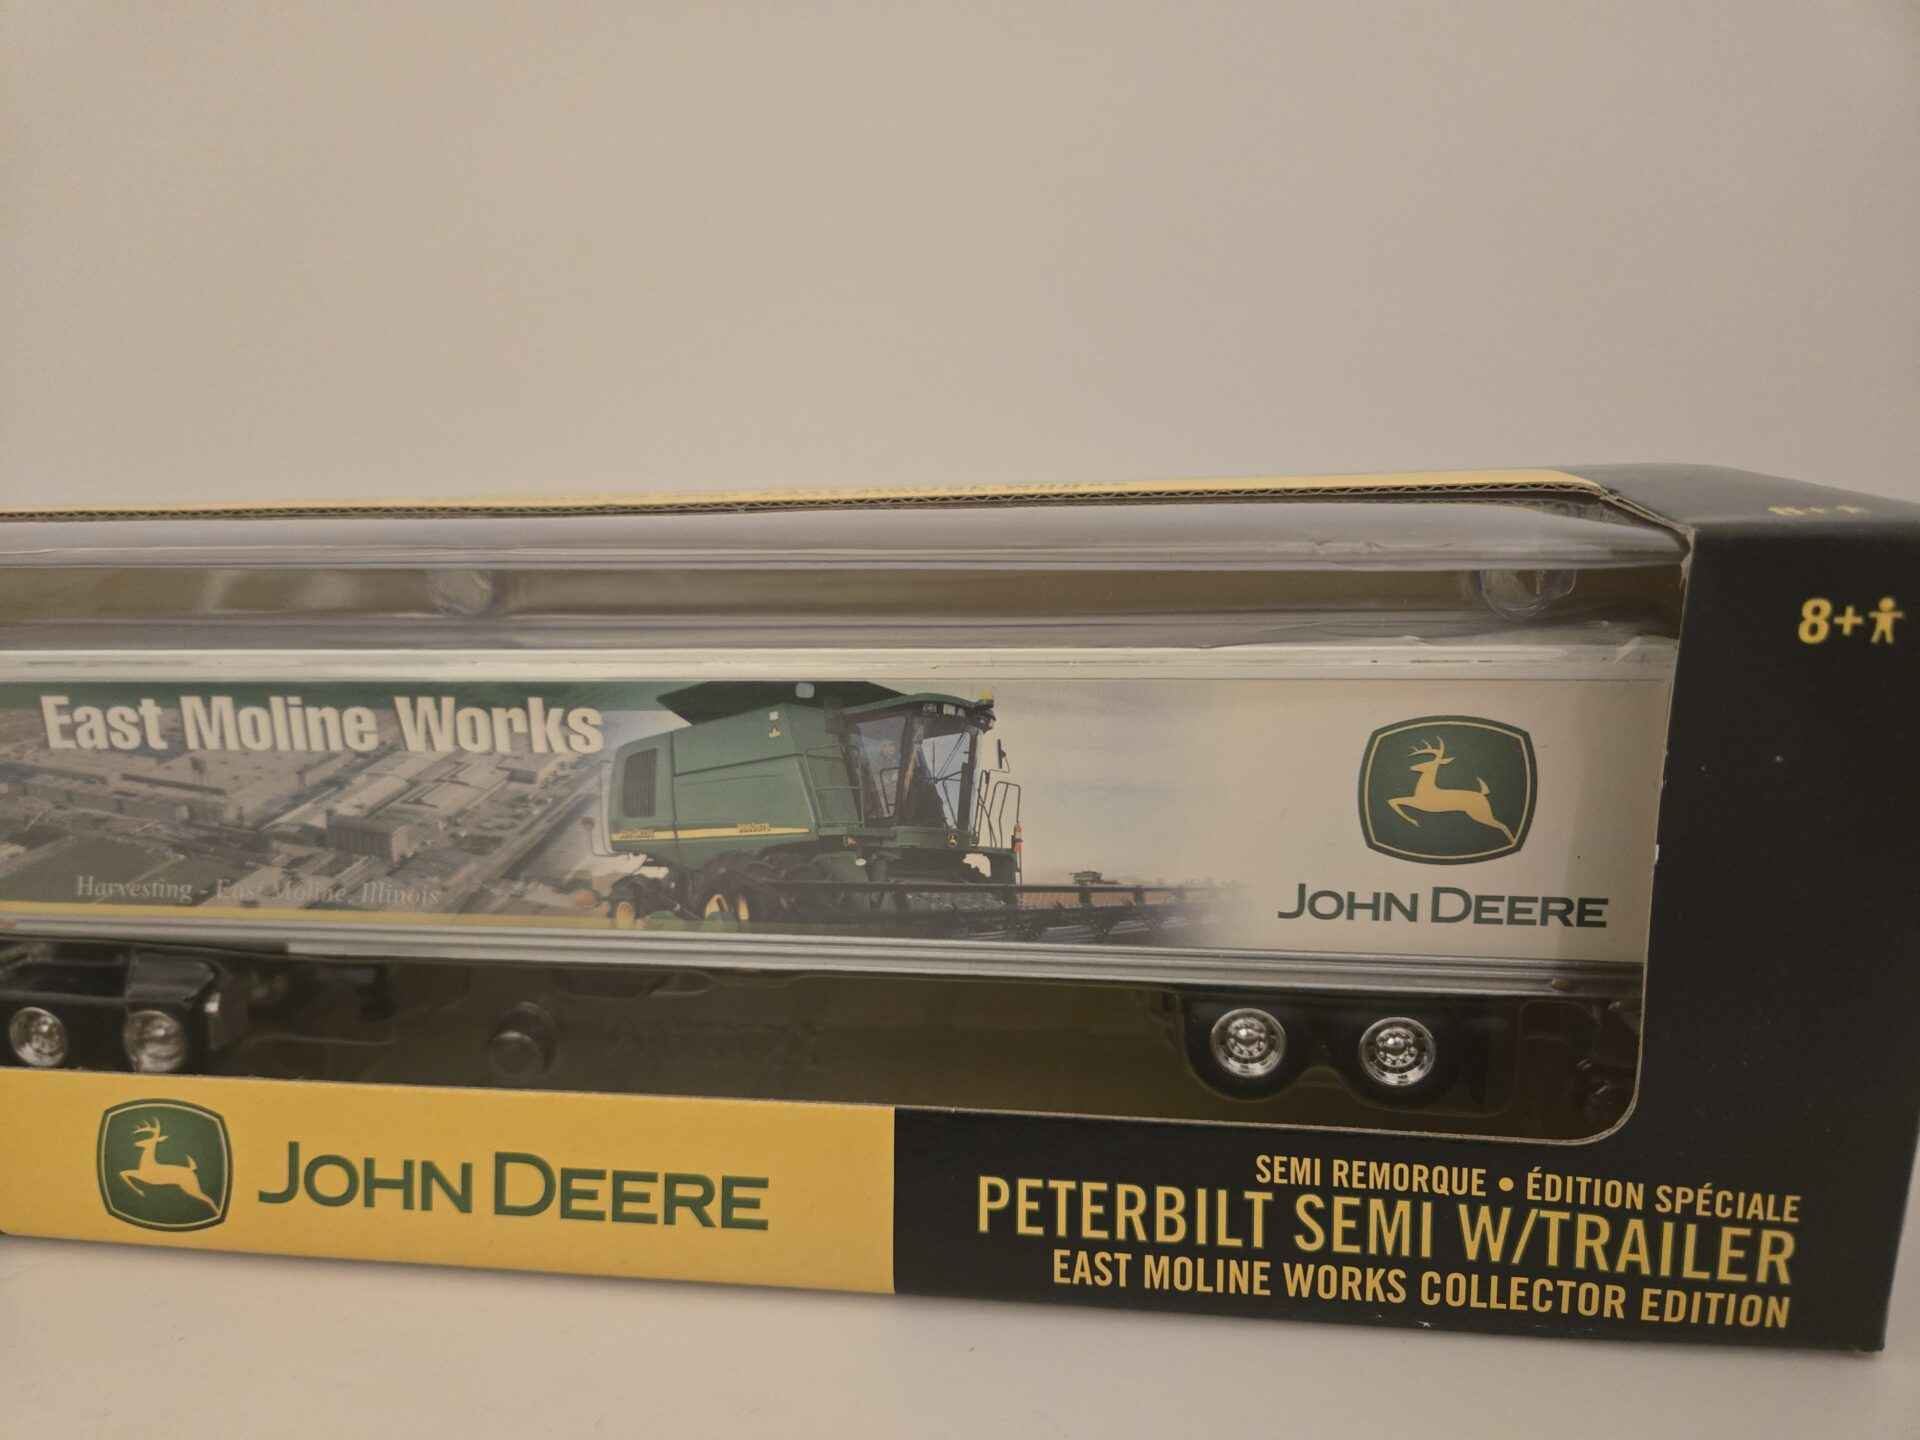 8+
East Moline Works
Harvesting - East Moline, Illinois
JOHN DEERE
JOHN DEERE
SEMI REMORQUE • ÉDITION SPÉCIALE
PETERBILT SEMI W/TRAILER
EAST MOLINE WORKS COLLECTOR EDITION